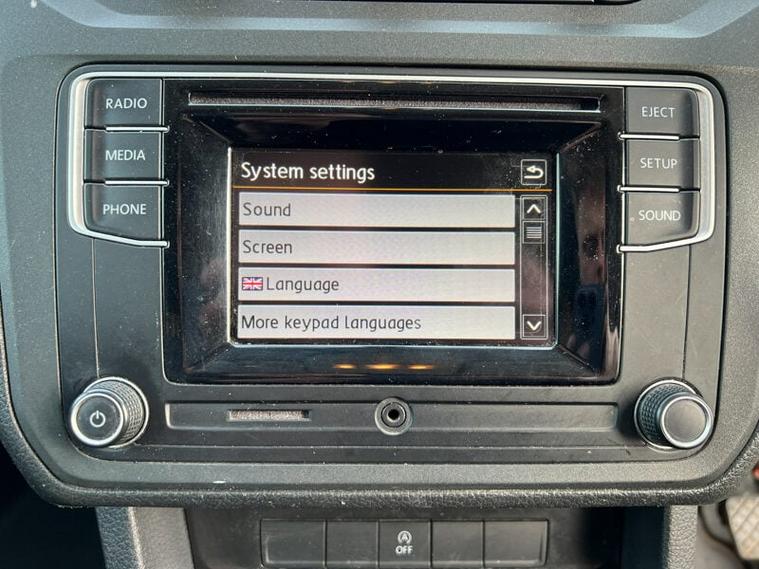 RADIO
MEDIA
PHONE
System settings
Sound
Screen
Language
More keypad languages
EJECT
SETUP
SOUND
A
OFF